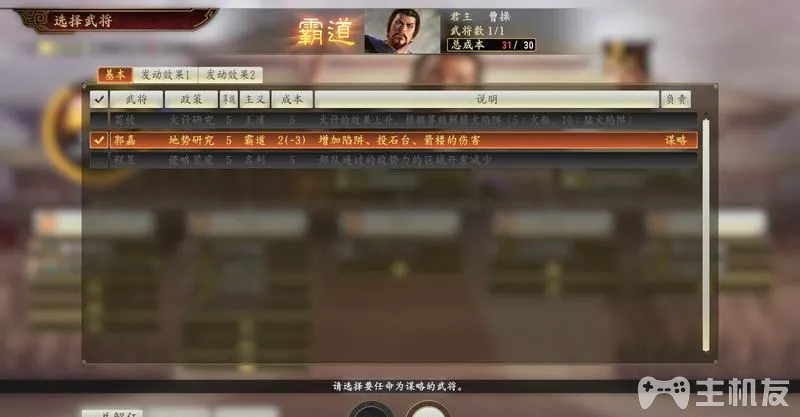 选择武将
霸道
君主 曹操
武将数 1/1
总成本 31/ 30
基本 发动效果1 发动效果2
武将 政策 等级 主义 成本 说明 负责
荀攸 火计研究 5 王道 火计的效果上升，根据等级解锁火陷阱（5：火船、10：猛火陷阱）
郭嘉 地势研究 5 霸道 2(-3) 增加陷阱、投石台、箭楼的伤害 谋略
程昱 5 名利 部队通过的敌势力的区域开发减少
请选择要任命为谋略的武将。
主机友